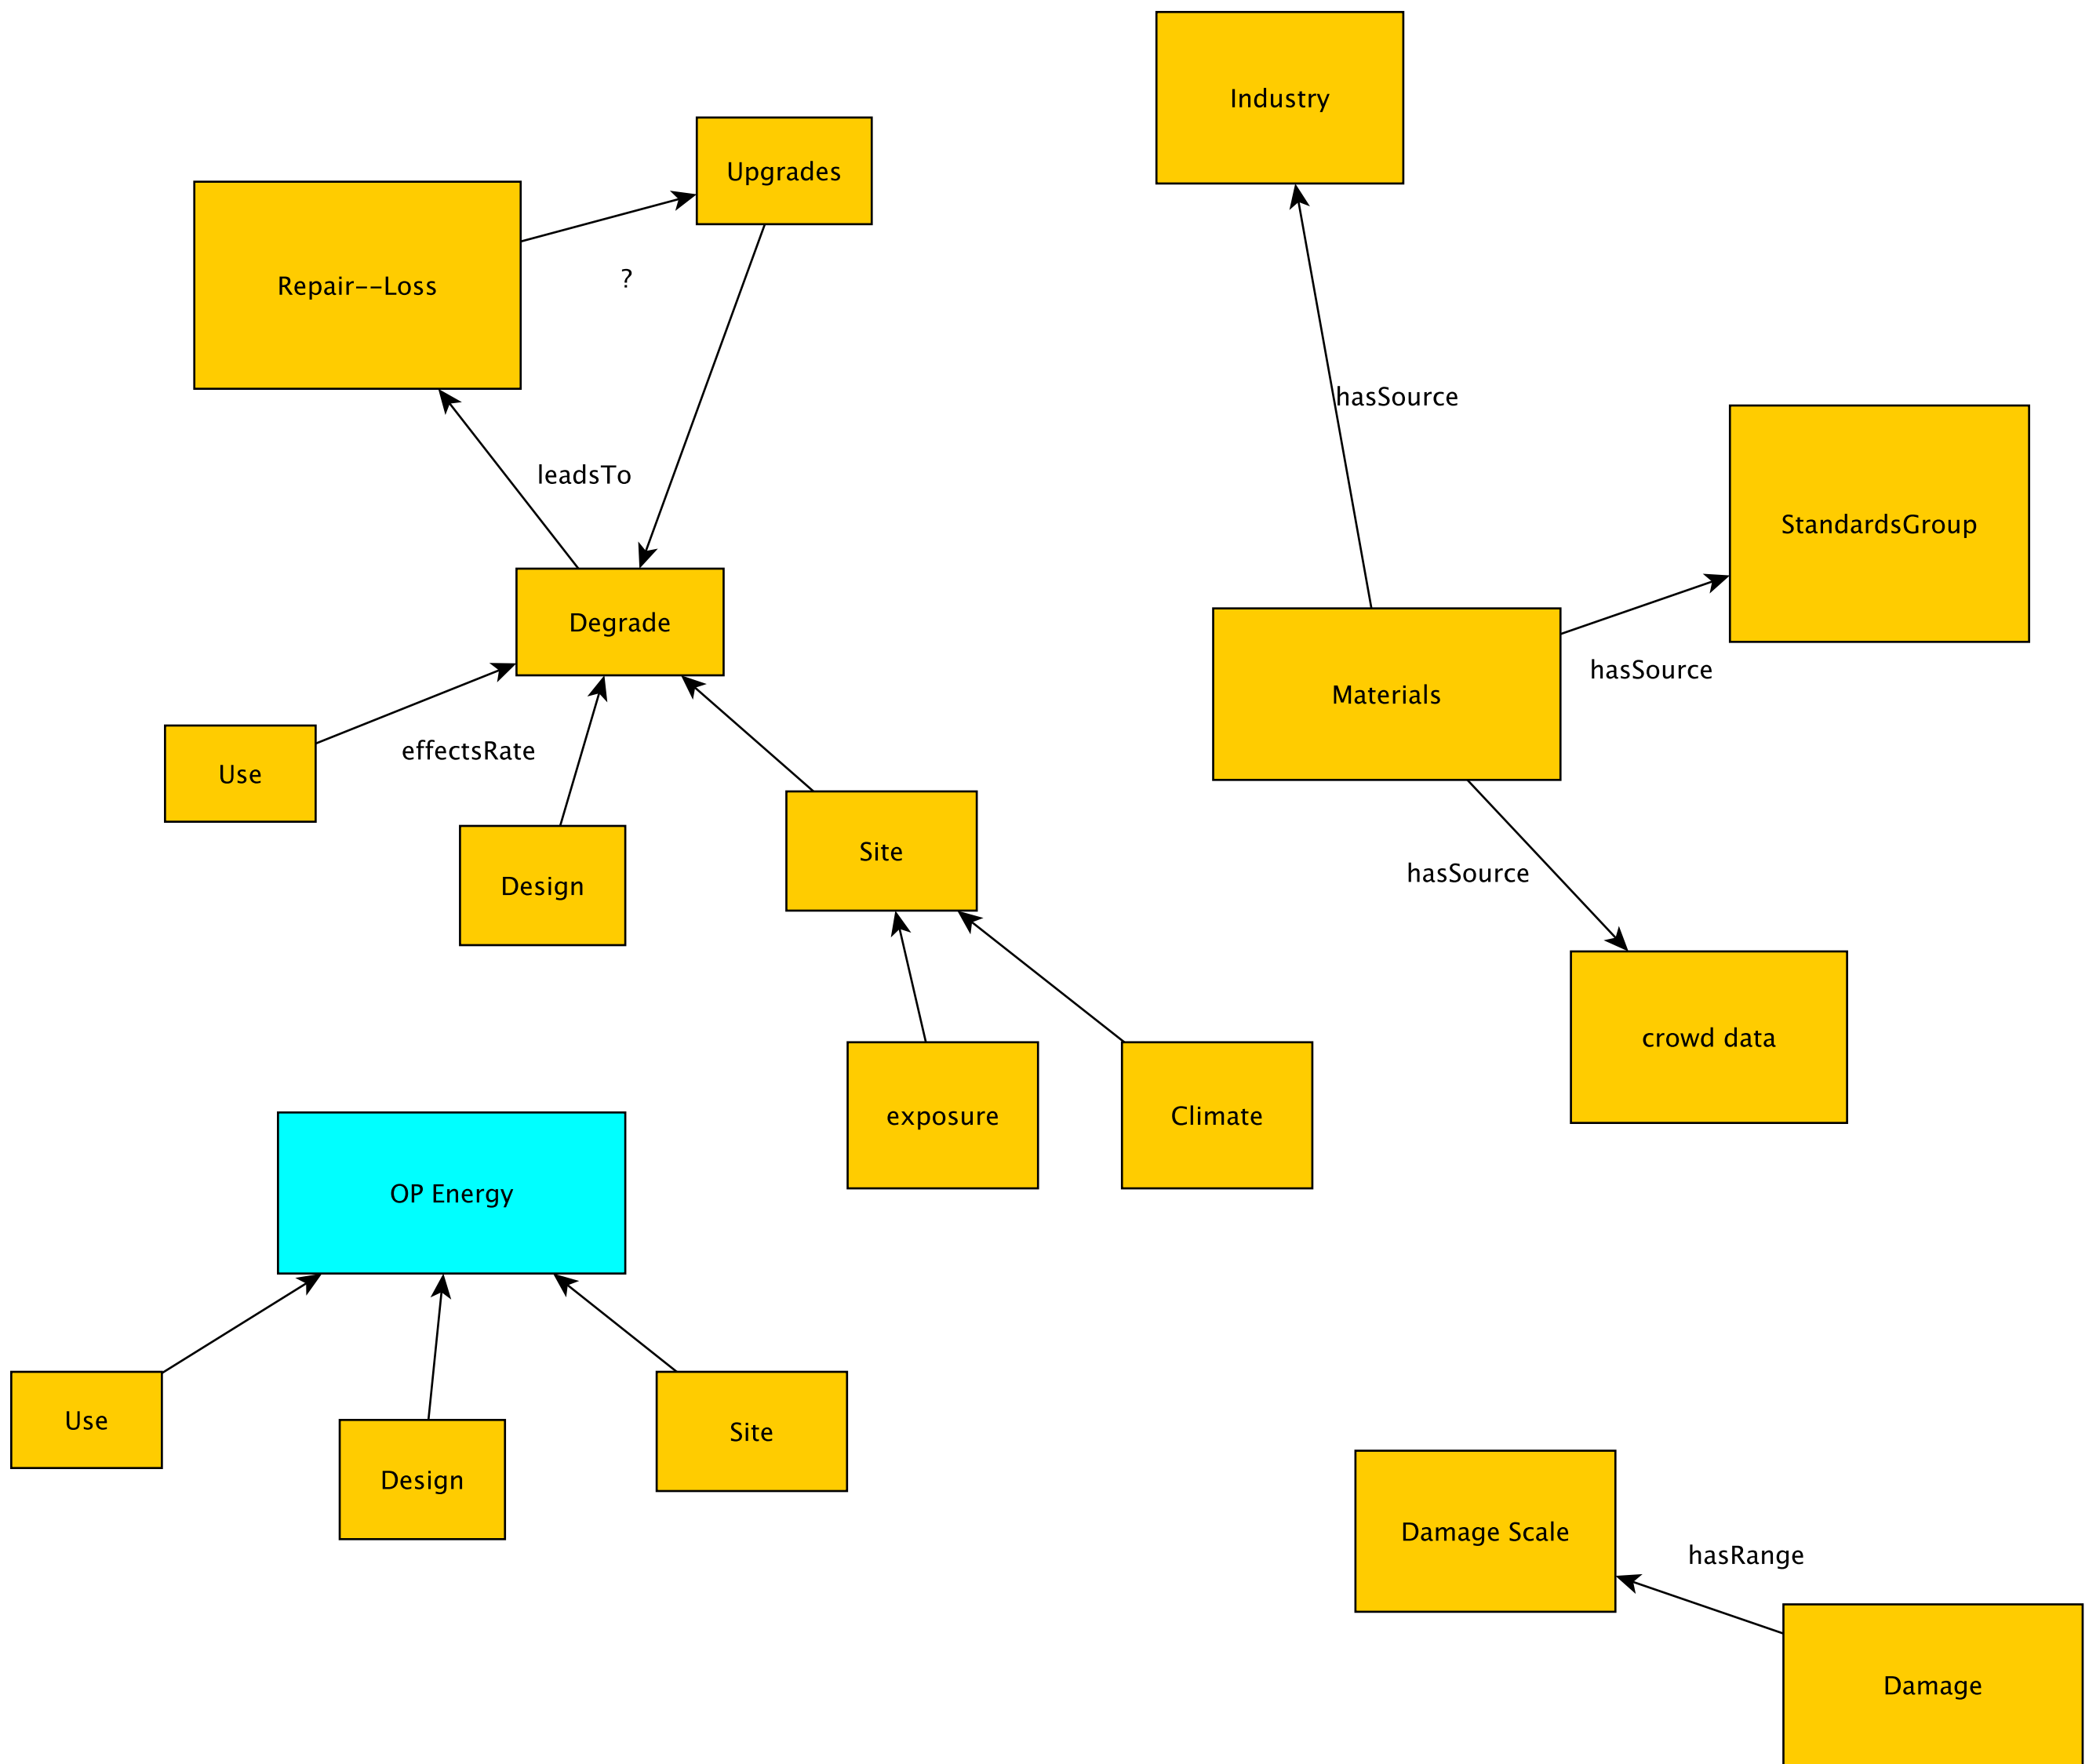 Industry
Upgrades
Repair--Loss
?
hasSource
leadsTo
StandardsGroup
Degrade
hasSource
Materials
effectsRate
Use
Site
hasSource
Design
crowd data
exposure
Climate
OP Energy
Use
Site
Design
Damage Scale
hasRange
Damage